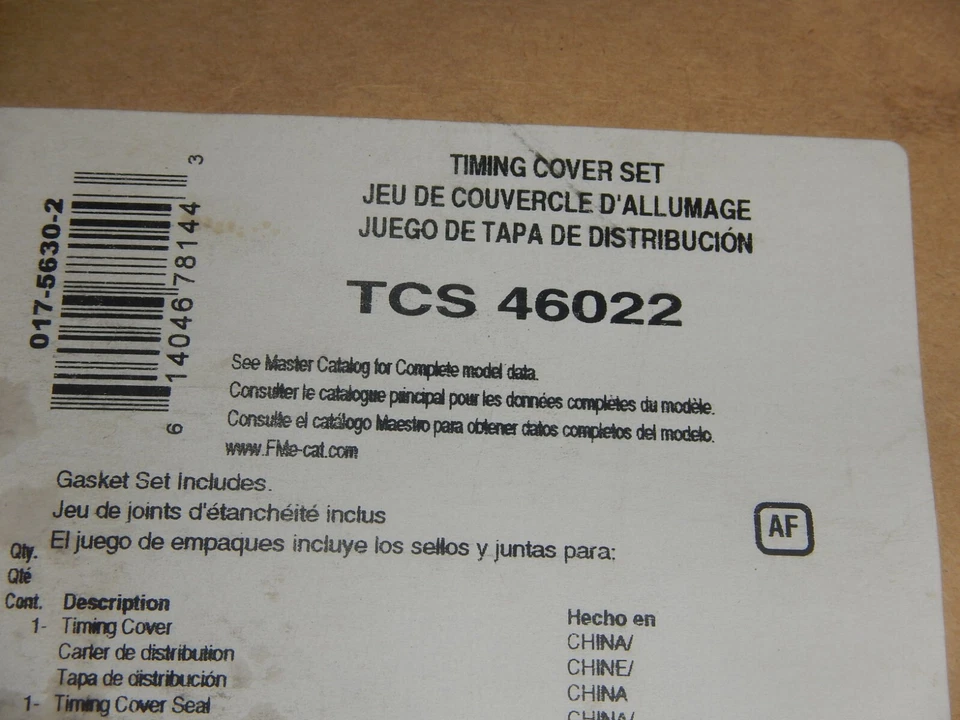 TIMING COVER SET
JEU DE COUVERCLE D'ALLUMAGE
JUEGO DE TAPA DE DISTRIBUCIÓN
017-5630-2
6 14046 78144 3
TCS 46022
See Master Catalog for Complete model data.
Consulter le catalogue principal pour les données complètes du modèle.
Consulte el catálogo Maestro para obtener datos completos del modelo.
www.FMe-cat.com
Gasket Set Includes.
Jeu de joints d'étanchéité inclus
El juego de empaques incluye los sellos y juntas para:
AF
Qty.
Qté
Cont. Description
Hecho en
1- Timing Cover
CHINA/
Carter de distribution
CHINE/
Tapa de distribución
CHINA
1- Timing Cover Seal
CHINA/